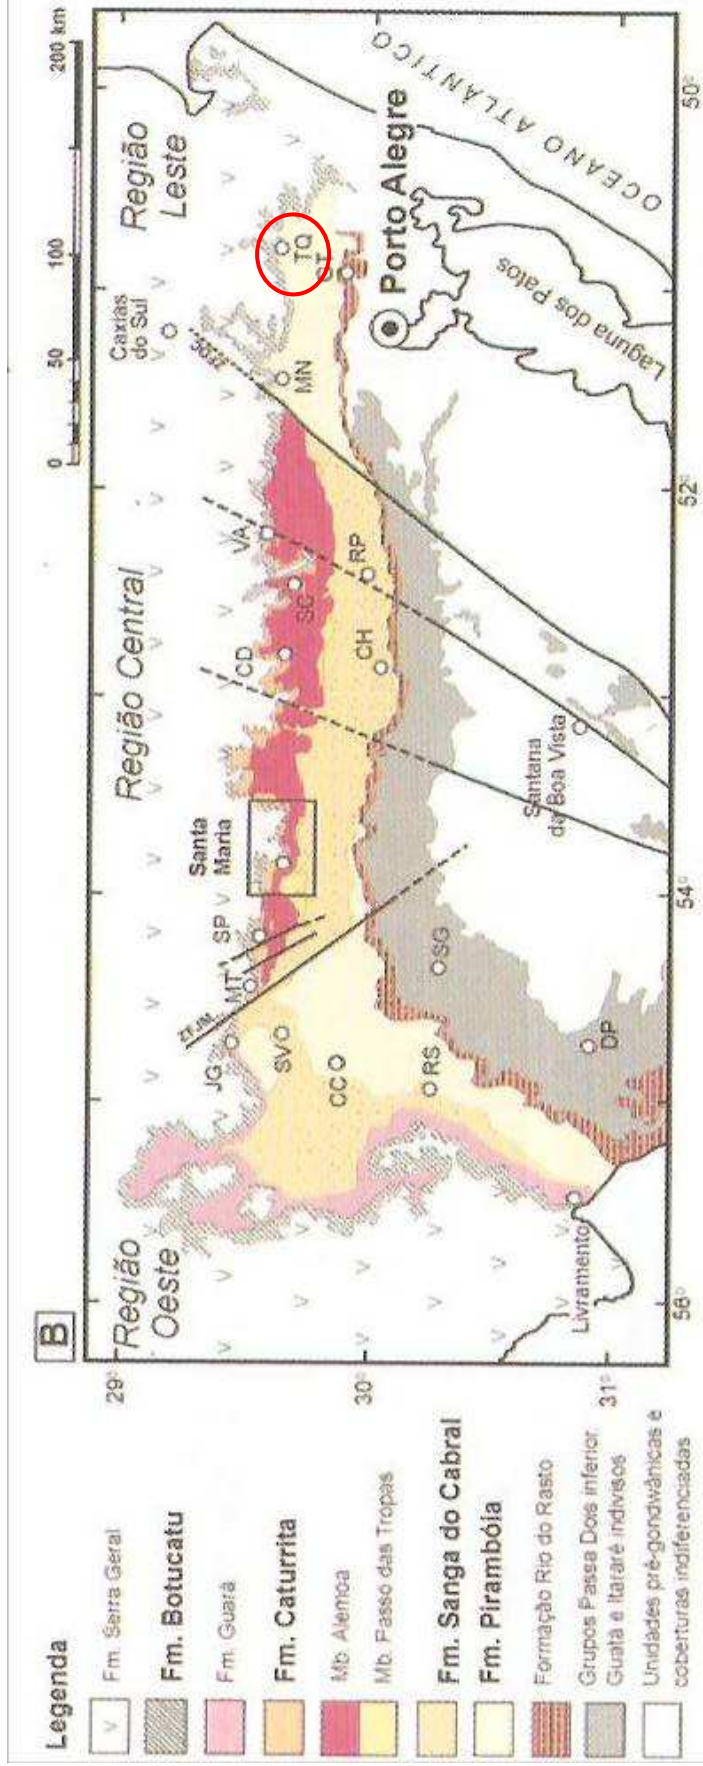 B
0
50
100
200 km
Região
Oeste
Região Central
Região
Leste
Caxias
do Sul
Santa
Maria
JG
MT
SP
CD
VA
SC
MN
TQ
SV
CC
RS
CH
RP
SG
DP
Porto Alegre
Laguna dos Patos
OCEANO ATLÂNTICO
Santana
da Boa Vista
Livramento
29°
30°
31°
56°
54°
52°
50°
Legenda
v Fm. Serra Geral
Fm. Botucatu
Fm. Guará
Fm. Caturrita
Mb. Alemoa
Mb. Passo das Tropas
Fm. Sanga do Cabral
Fm. Pirambóia
Formação Rio do Rasto
Grupos Passa Dois inferior,
Guatá e Itararé indivisos
Unidades pré-gondwânicas e
coberturas indiferenciadas